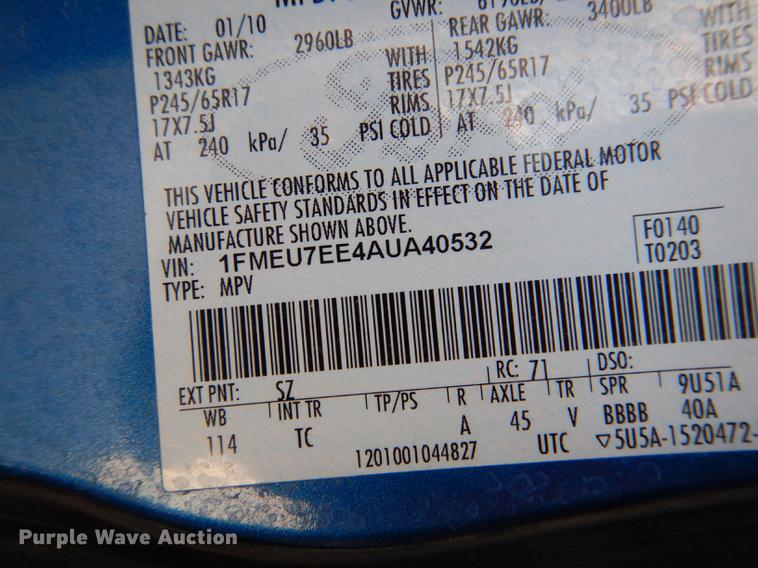 DATE: 01/10 GVWR:
FRONT GAWR: 2960LB REAR GAWR: 3400LB
1343KG WITH 1542KG WITH
P245/65R17 TIRES P245/65R17 TIRES
17X7.5J RIMS 17X7.5J RIMS
AT 240 kPa/ 35 PSI COLD AT 240 kPa/ 35 PSI COLD
THIS VEHICLE CONFORMS TO ALL APPLICABLE FEDERAL MOTOR
VEHICLE SAFETY STANDARDS IN EFFECT ON THE DATE OF
MANUFACTURE SHOWN ABOVE.
VIN: 1FMEU7EE4AUA40532
F0140
TYPE: MPV
T0203
EXT PNT: SZ RC: 71 DSO:
WB INT TR TP/PS R AXLE TR SPR 9U51A
114 TC A 45 V BBBB 40A
1201001044827 UTC ▽5U5A-1520472-
Purple Wave Auction